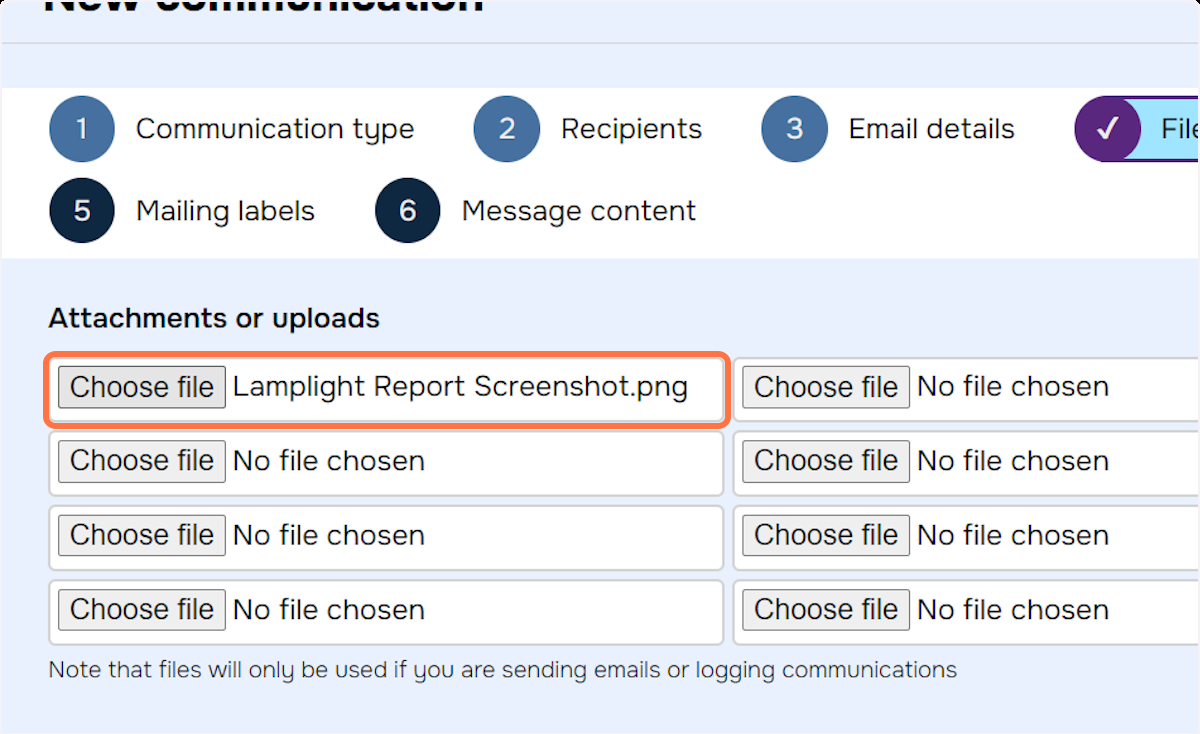 New communication
1 Communication type 2 Recipients 3 Email details ✓ File
5 Mailing labels 6 Message content
Attachments or uploads
Choose file Lamplight Report Screenshot.png Choose file No file chosen
Choose file No file chosen Choose file No file chosen
Choose file No file chosen Choose file No file chosen
Choose file No file chosen Choose file No file chosen
Note that files will only be used if you are sending emails or logging communications